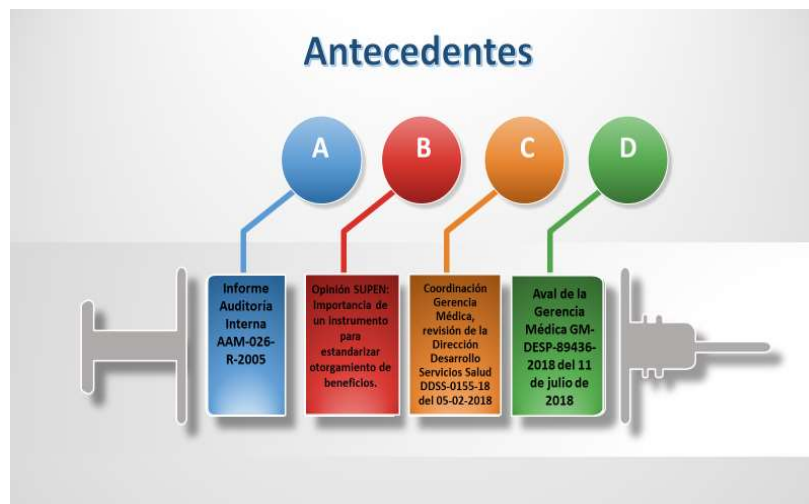 Antecedentes
A
B
C
D
Informe
Auditoría
Interna
AAM-026-
R-2005
Opinión SUPEN:
Importancia de
un instrumento
para
estandarizar
otorgamiento de
beneficios.
Coordinación
Gerencia
Médica,
revisión de la
Dirección
Desarrollo
Servicios Salud
DDSS-0155-18
del 05-02-2018
Aval de la
Gerencia
Médica GM-
DESP-89436-
2018 del 11
de julio de
2018